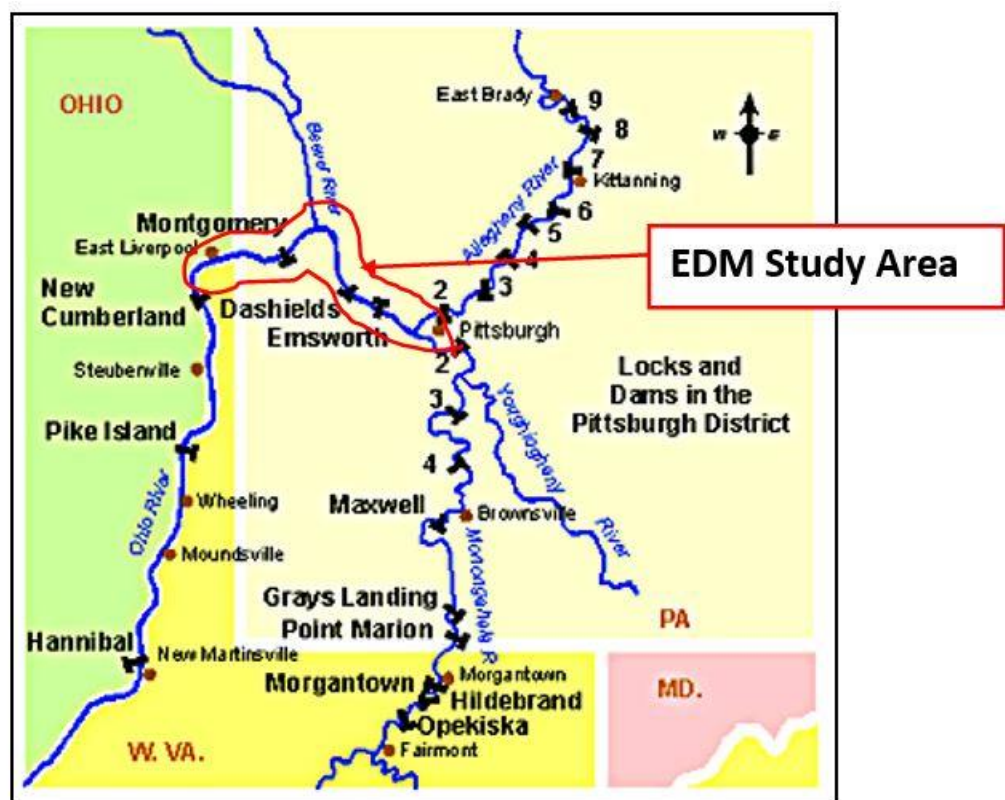 OHIO
Beaver River
East Brady
9
8
7
Kittanning
W
E
Allegheny River
6
5
4
3
Montgomery
East Liverpool
EDM Study Area
New
Cumberland
Dashields
Emsworth
2
Pittsburgh
2
Steubenville
3
Youghiogheny
River
Locks and
Dams in the
Pittsburgh District
Pike Island
4
Wheeling
Maxwell
Brownsville
Ohio River
Moundsville
Monongahela R
Grays Landing
Point Marion
PA
Hannibal
New Martinsville
Morgantown
Morgantown
Hildebrand
Opekiska
Fairmont
MD.
W. VA.